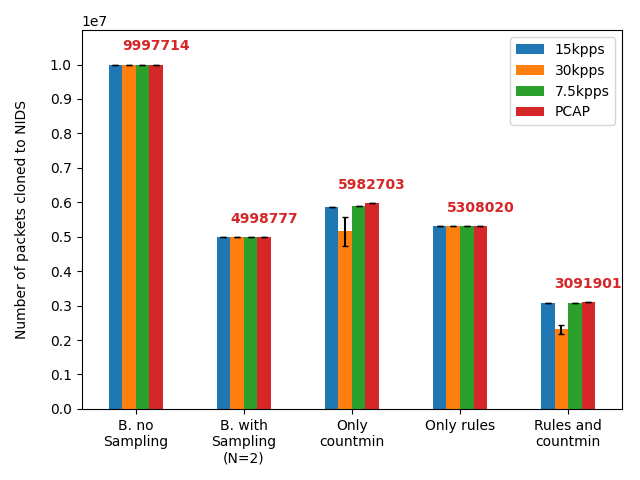 1e7
9997714
15kpps
30kpps
7.5kpps
PCAP
5982703
4998777
5308020
3091901
Number of packets cloned to NIDS
1.0
0.9
0.8
0.7
0.6
0.5
0.4
0.3
0.2
0.1
0.0
B. no
Sampling
B. with
Sampling
(N=2)
Only
countmin
Only rules
Rules and
countmin